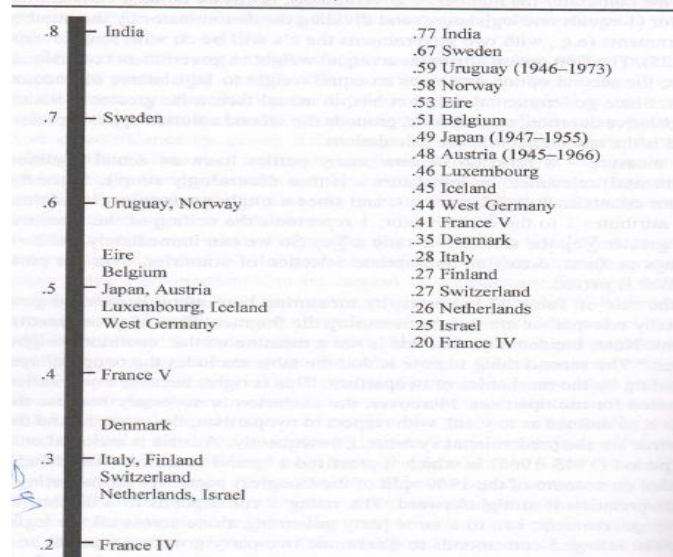 .8 India
.7 Sweden
.6 Uruguay, Norway
Eire
Belgium
.5 Japan, Austria
Luxembourg, Iceland
West Germany
.4 France V
Denmark
.3 Italy, Finland
Switzerland
Netherlands, Israel
.2 France IV
.77 India
.67 Sweden
.59 Uruguay (1946–1973)
.58 Norway
.53 Eire
.51 Belgium
.49 Japan (1947–1955)
.48 Austria (1945–1966)
.46 Luxembourg
.45 Iceland
.44 West Germany
.41 France V
.35 Denmark
.28 Italy
.27 Finland
.27 Switzerland
.26 Netherlands
.25 Israel
.20 France IV